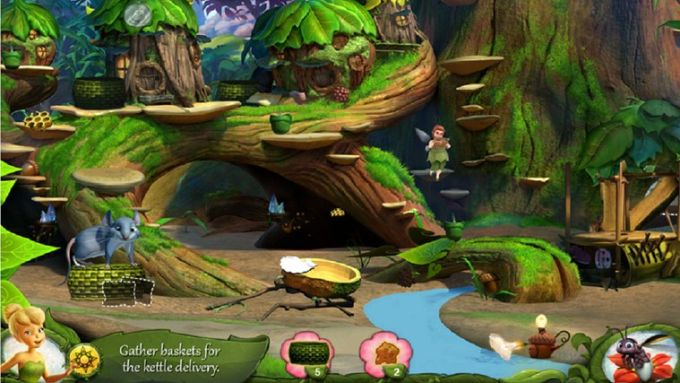 Gather baskets for
the kettle delivery.
5
2